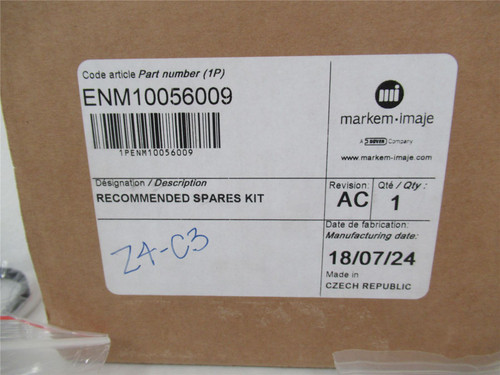 Code article Part number (1P)
ENM10056009
1PENM10056009
mi
markem-imaje
A DOVER Company
www.markem-imaje.com
Désignation / Description
RECOMMENDED SPARES KIT
Revision:
AC
Qté / Qty:
1
Date de fabrication:
Manufacturing date:
18/07/24
Made in
CZECH REPUBLIC
Z4-C3